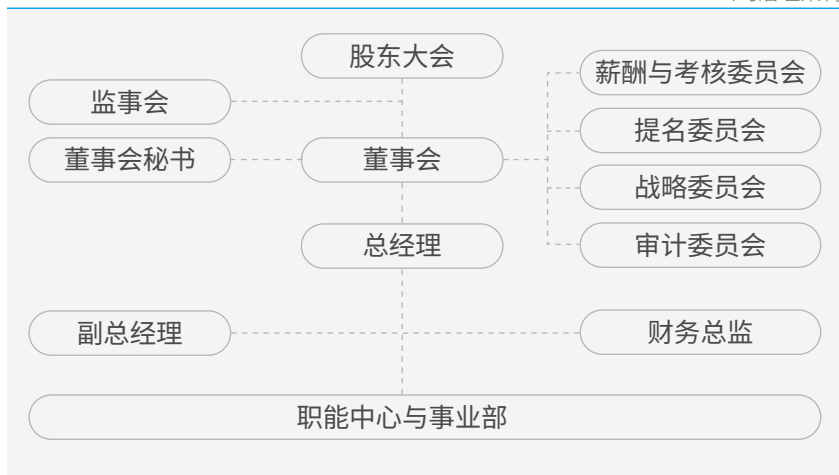 股东大会
监事会
董事会秘书
董事会
薪酬与考核委员会
提名委员会
战略委员会
审计委员会
总经理
副总经理
财务总监
职能中心与事业部